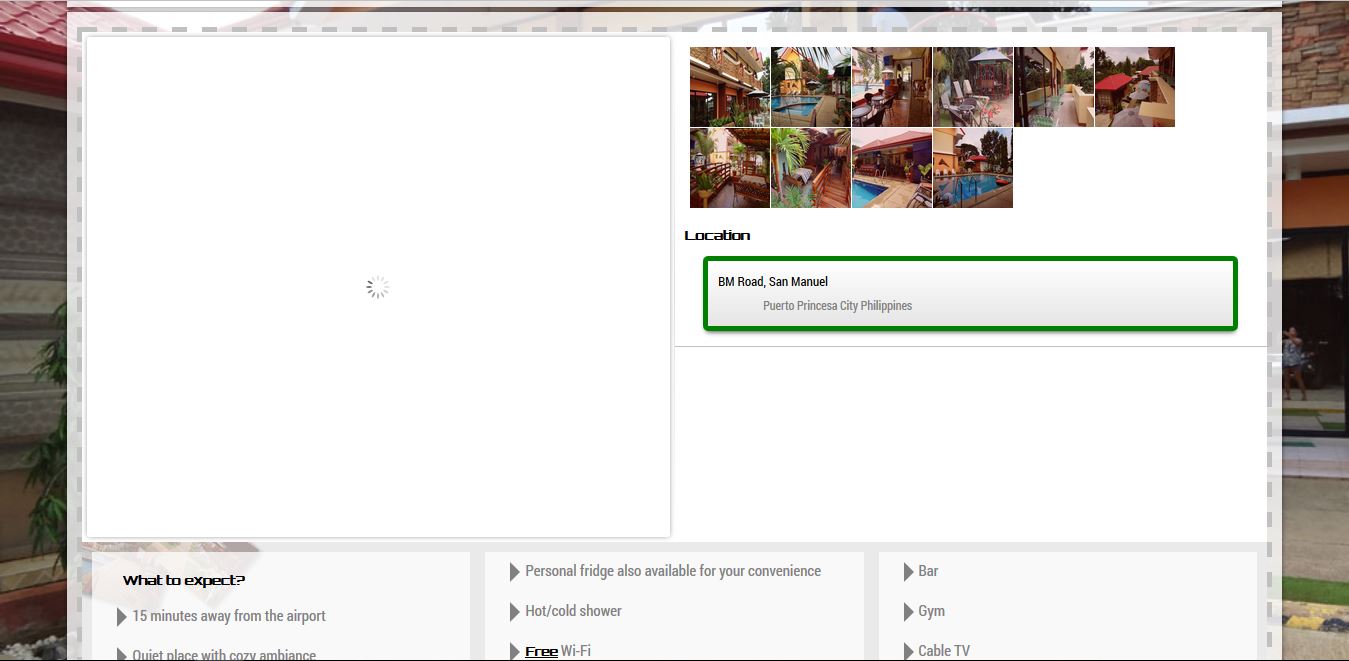 Location
BM Road, San Manuel
Puerto Princesa City Philippines
What to expect?
15 minutes away from the airport
Quiet place with cozy ambiance
Personal fridge also available for your convenience
Hot/cold shower
Free Wi-Fi
Bar
Gym
Cable TV